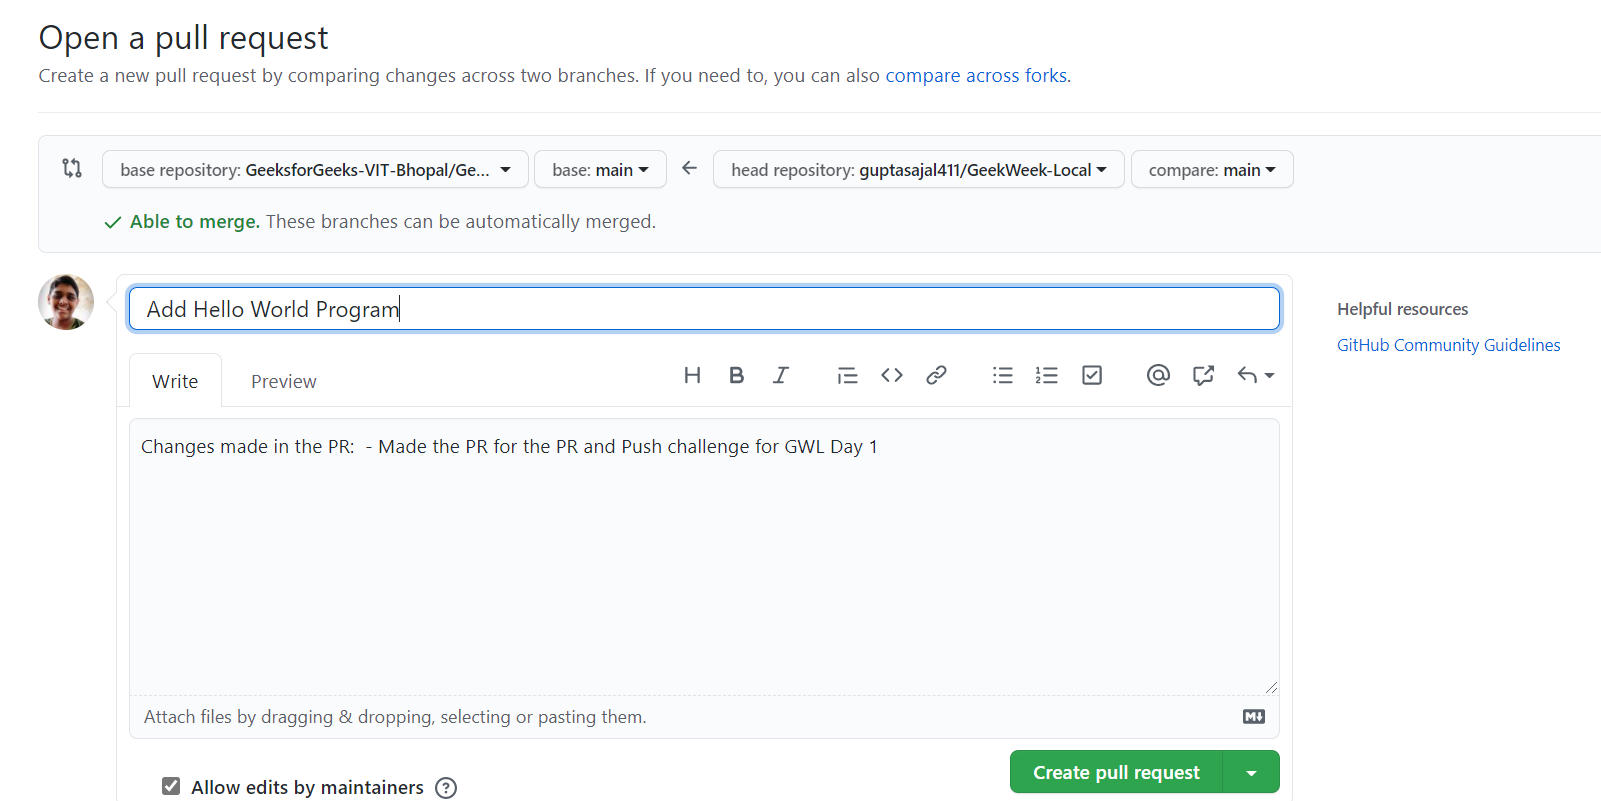 Open a pull request
Create a new pull request by comparing changes across two branches. If you need to, you can also compare across forks.
base repository: GeeksforGeeks-VIT-Bhopal/Ge... base: main head repository: guptasajal411/GeekWeek-Local compare: main
Able to merge. These branches can be automatically merged.
Add Hello World Program
Helpful resources
GitHub Community Guidelines
Write Preview
Changes made in the PR:  - Made the PR for the PR and Push challenge for GWL Day 1
Attach files by dragging & dropping, selecting or pasting them.
Create pull request
Allow edits by maintainers